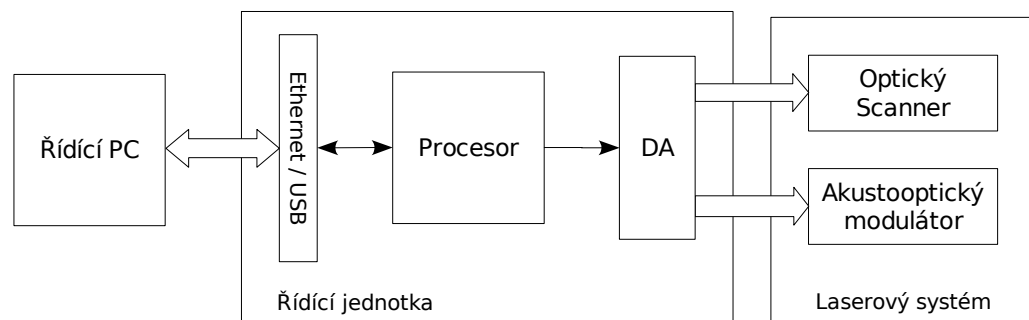 Řídící PC
Ethernet / USB
Procesor
DA
Optický
Scanner
Akustooptický
modulátor
Řídící jednotka
Laserový systém